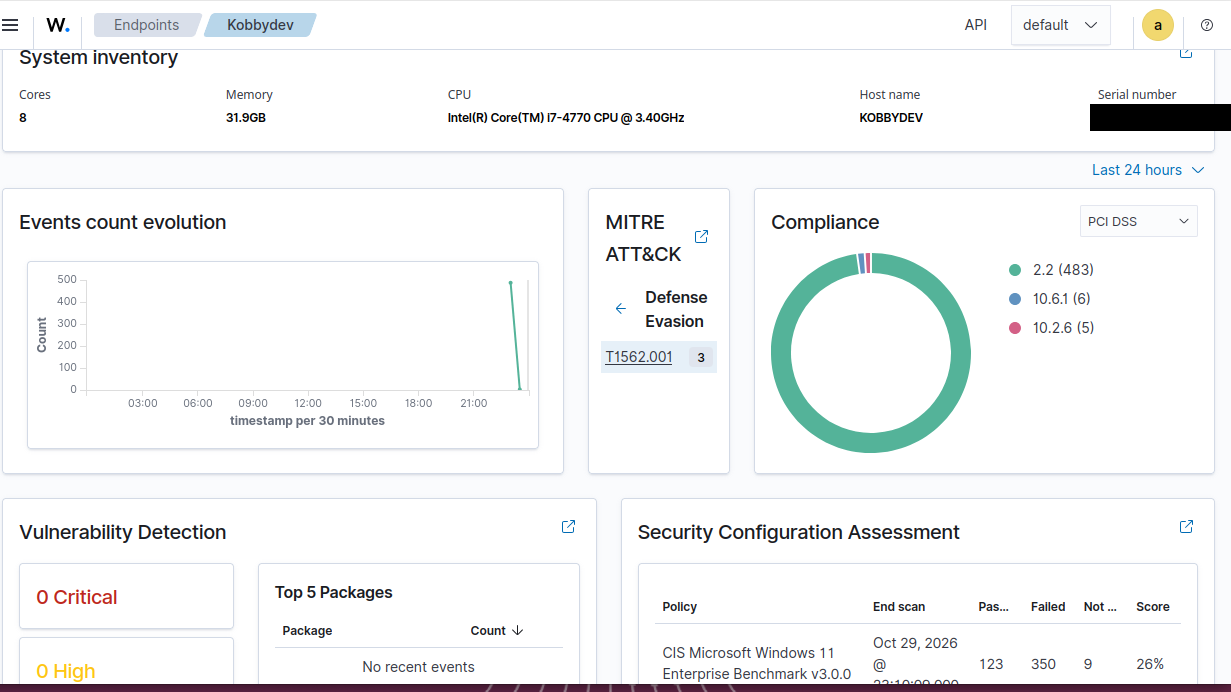 W. Endpoints Kobbydev API default a
System inventory
Cores Memory CPU Host name Serial number
8 31.9GB Intel(R) Core(TM) i7-4770 CPU @ 3.40GHz KOBBYDEV
Last 24 hours
Events count evolution
500
400
300
200
100
0
Count
03:00 06:00 09:00 12:00 15:00 18:00 21:00
timestamp per 30 minutes
MITRE
ATT&CK
Defense
Evasion
T1562.001 3
Compliance
PCI DSS
2.2 (483)
10.6.1 (6)
10.2.6 (5)
Vulnerability Detection
0 Critical
0 High
Top 5 Packages
Package Count
No recent events
Security Configuration Assessment
Policy End scan Pas... Failed Not ... Score
CIS Microsoft Windows 11
Enterprise Benchmark v3.0.0
Oct 29, 2026
@
123 350 9 26%